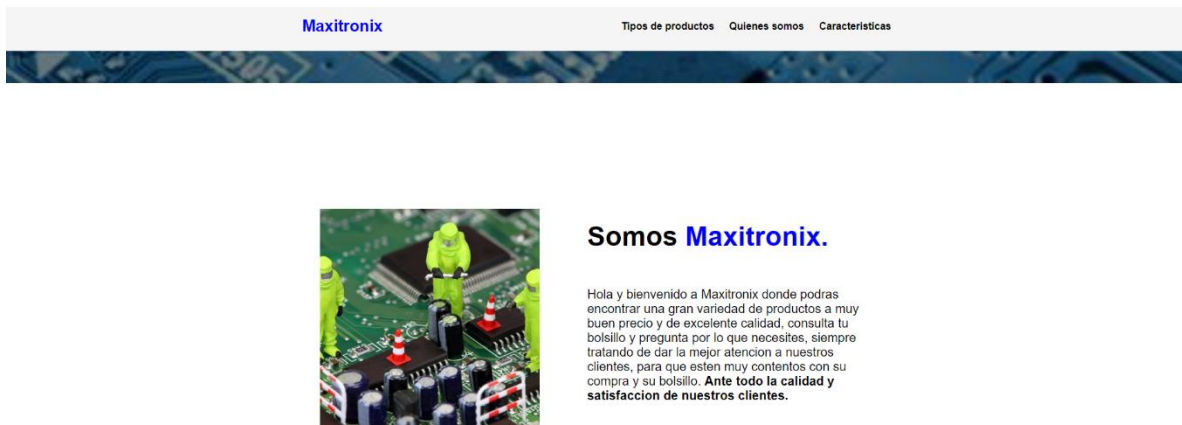 Maxitronix
Tipos de productos Quienes somos Caracteristicas
Somos Maxitronix.
Hola y bienvenido a Maxitronix donde podras
encontrar una gran variedad de productos a muy
buen precio y de excelente calidad, consulta tu
bolsillo y pregunta por lo que necesites, siempre
tratando de dar la mejor atencion a nuestros
clientes, para que esten muy contentos con su
compra y su bolsillo. Ante todo la calidad y
satisfaccion de nuestros clientes.